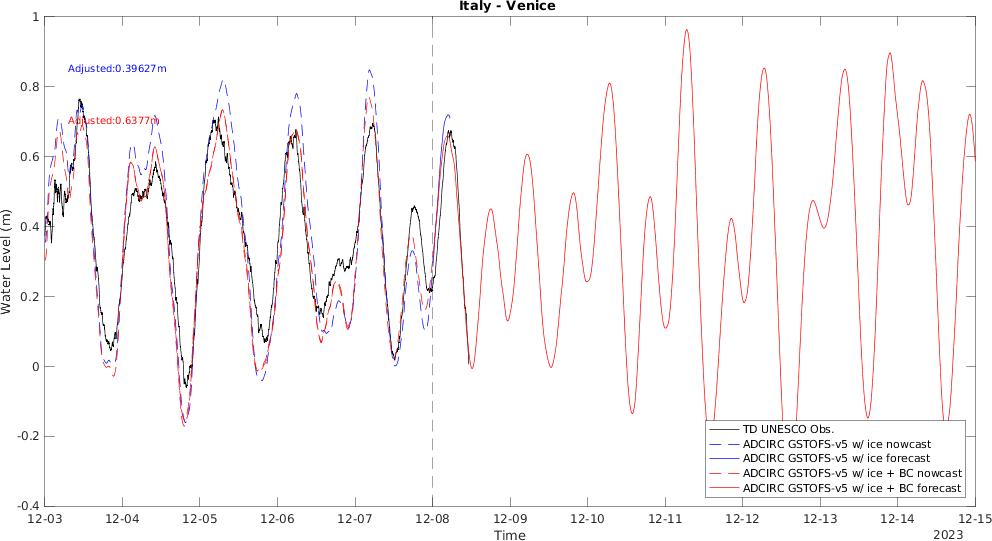 Italy - Venice
Water Level (m)
1
0.8
0.6
0.4
0.2
0
-0.2
-0.4
Adjusted:0.39627m
Adjusted:0.6377m
TD UNESCO Obs.
ADCIRC GSTOFS-v5 w/ ice nowcast
ADCIRC GSTOFS-v5 w/ ice forecast
ADCIRC GSTOFS-v5 w/ ice + BC nowcast
ADCIRC GSTOFS-v5 w/ ice + BC forecast
12-03 12-04 12-05 12-06 12-07 12-08 12-09 12-10 12-11 12-12 12-13 12-14 12-15
Time
2023